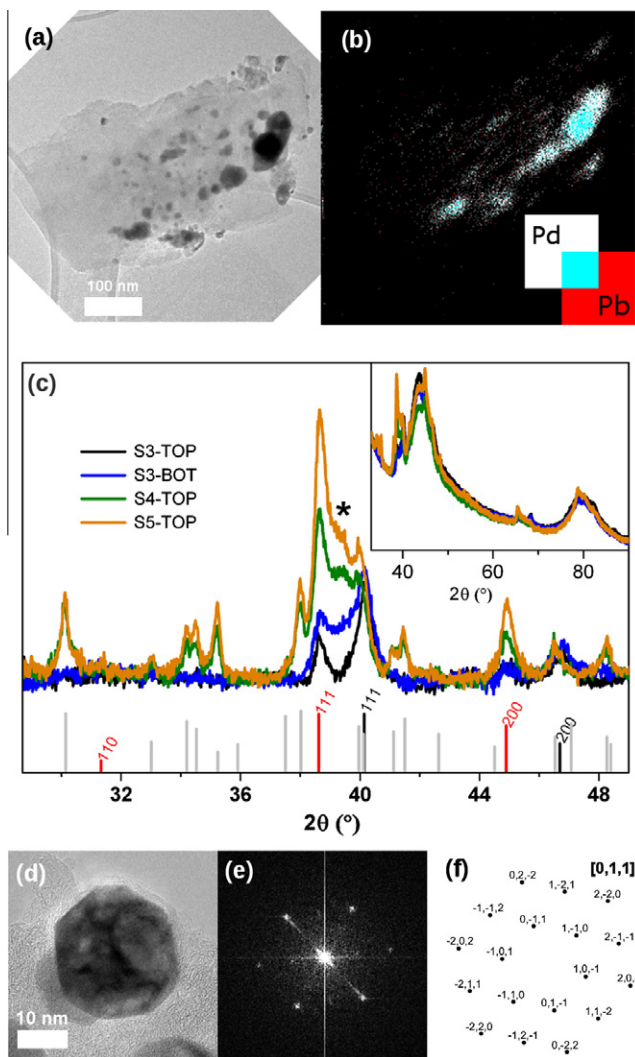 (a)
100 nm
(b)
Pd
Pb
(c)
S3-TOP
S3-BOT
S4-TOP
S5-TOP
*
40
60
80
2θ (°)
110
111
111
200
200
32
36
40
44
48
2θ (°)
(d)
10 nm
(e)
(f)
[0,1,1]
0,2,-2
1,-2,1
2,-2,0
-1,-1,2
0,-1,1
1,-1,0
2,-1,-1
-2,0,2
-1,0,1
1,0,-1
2,0,
-2,1,1
-1,1,0
0,1,-1
1,1,-2
-2,2,0
-1,2,-1
0,-2,2